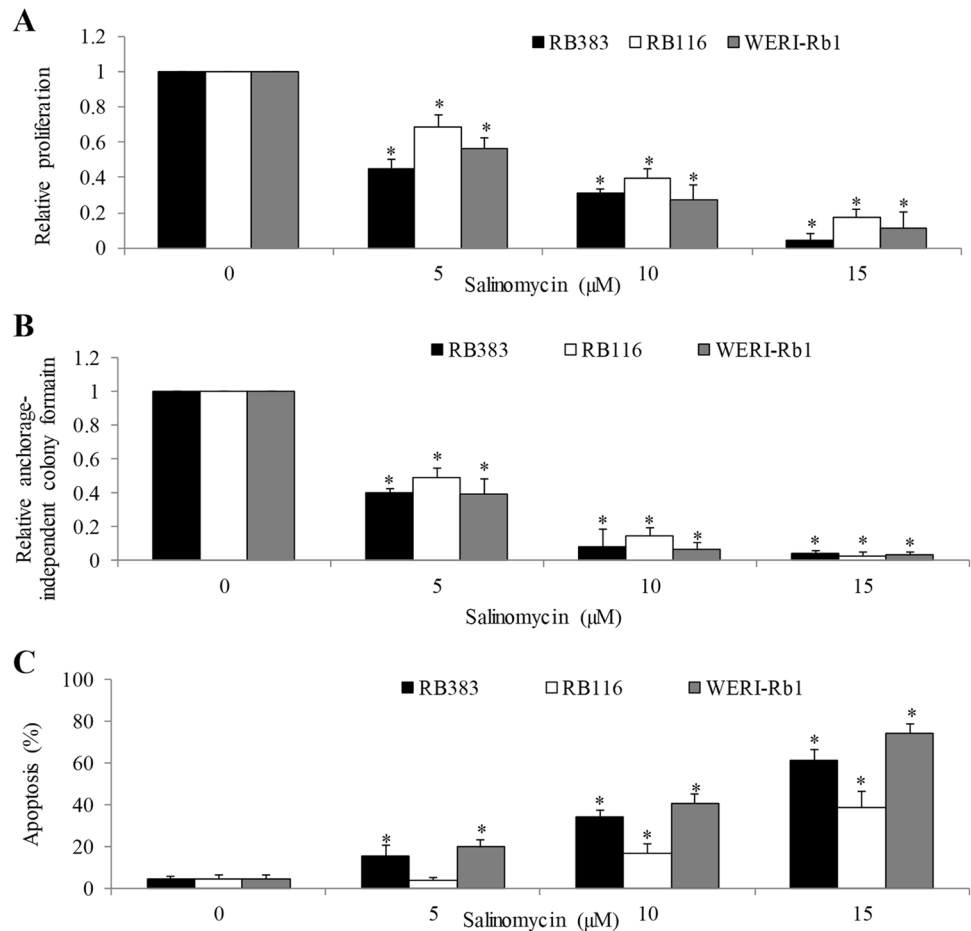 A
RB383 RB116 WERI-Rb1
1.2
1
0.8
0.6
0.4
0.2
0
Relative proliferation
* * *
* * *
* * *
0 5 10 15
Salinomycin (μM)
B
RB383 RB116 WERI-Rb1
1.2
1
0.8
0.6
0.4
0.2
0
Relative anchorage-
independent colony formaitn
* * *
* * *
* * *
0 5 10 15
Salinomycin (μM)
C
RB383 RB116 WERI-Rb1
100
80
60
40
20
0
Apoptosis (%)
* *
* * *
* * *
0 5 10 15
Salinomycin (μM)